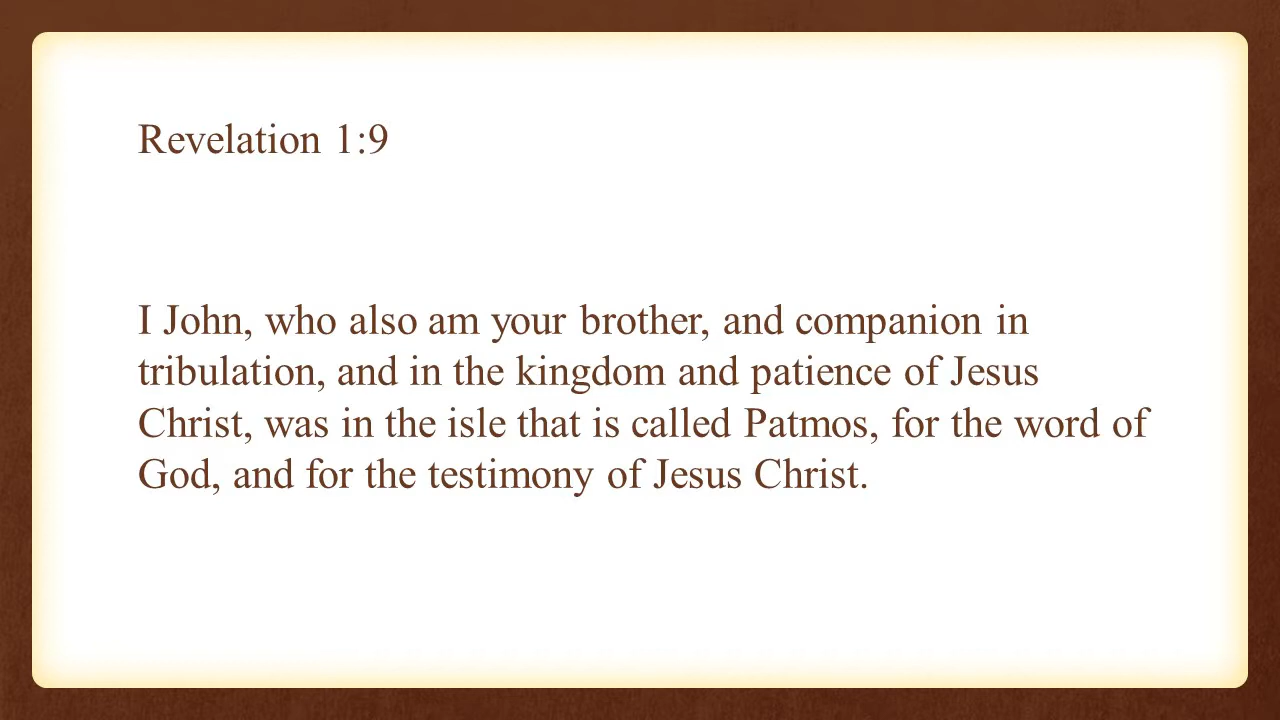 Revelation 1:9
I John, who also am your brother, and companion in
tribulation, and in the kingdom and patience of Jesus
Christ, was in the isle that is called Patmos, for the word of
God, and for the testimony of Jesus Christ.